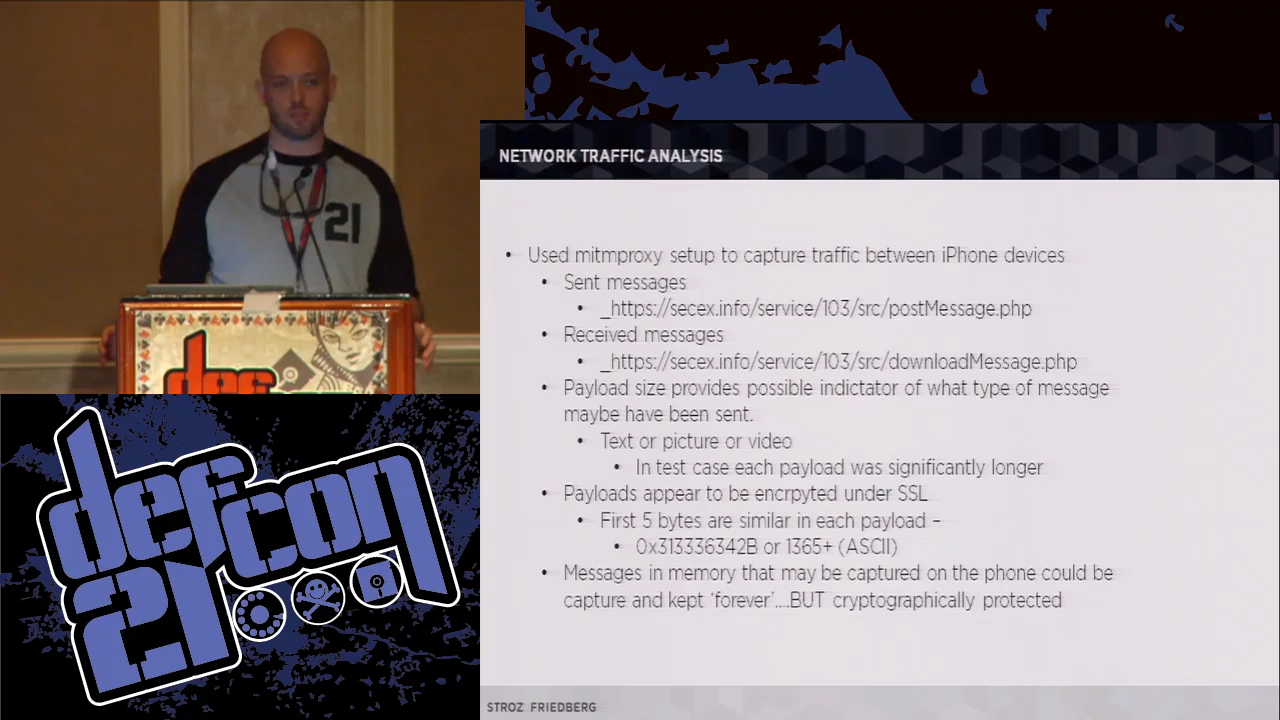 21
def
NETWORK TRAFFIC ANALYSIS
• Used mitmproxy setup to capture traffic between iPhone devices
• Sent messages
• _https://secex.info/service/103/src/postMessage.php
• Received messages
• _https://secex.info/service/103/src/downloadMessage.php
• Payload size provides possible indictator of what type of message
maybe have been sent.
• Text or picture or video
• In test case each payload was significantly longer
• Payloads appear to be encrpyted under SSL
• First 5 bytes are similar in each payload –
• 0x313336342B or 1365+ (ASCII)
• Messages in memory that may be captured on the phone could be
capture and kept ‘forever’....BUT cryptographically protected
STROZ FRIEDBERG
defcon
21